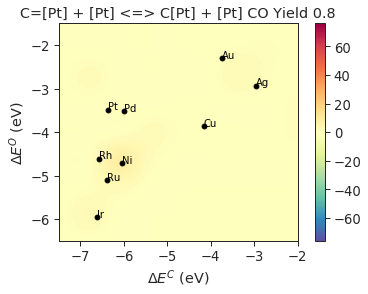 C=[Pt] + [Pt] <=> C[Pt] + [Pt] CO Yield 0.8
−2
−3
−4
−5
−6
ΔE^O (eV)
Au
Ag
Pt
Pd
Cu
Rh
Ni
Ru
Ir
−7
−6
−5
−4
−3
−2
ΔE^C (eV)
60
40
20
0
−20
−40
−60